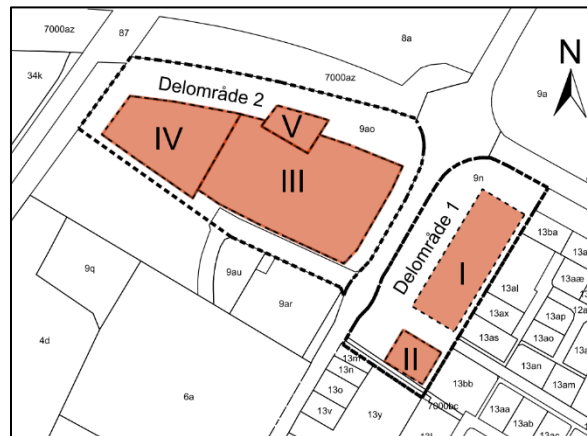 7000az
87
8a
34k
7000az
9a
N
Delområde 2
V
9ao
IV
III
9n
Delområde 1
13ba
13a
13aæ
I
13al
12a
13ap
13ax
13ao
13as
9au
9q
9ar
4d
II
13m
13n
13an
13am
13o
13bb
6a
13v
7000bc
13y
13aa
13ab